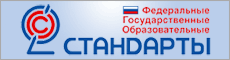 Федеральные
Государственные
Образовательные
СТАНДАРТЫ